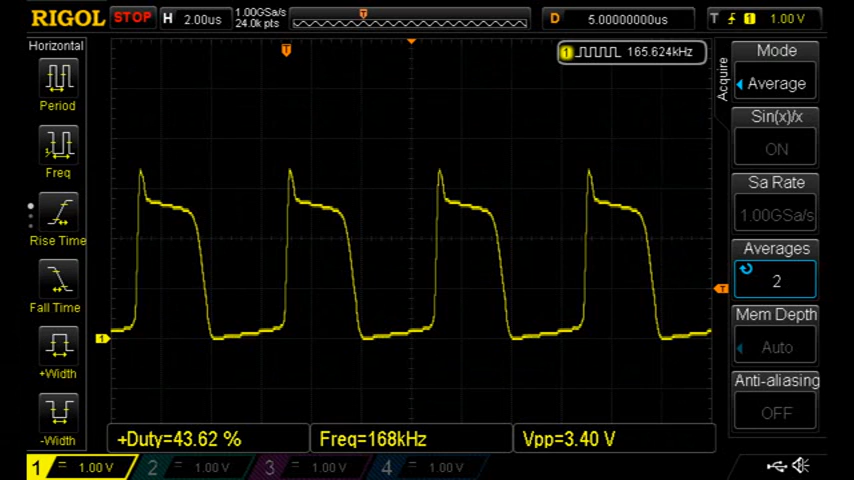 RIGOL STOP H 2.00us 1.00GSa/s 24.0k pts T D 5.00000000us T 1 1.00 V
Horizontal
Period
Freq
Rise Time
Fall Time
+Width
-Width
T
1 165.624kHz
1
T
+Duty=43.62 % Freq=168kHz Vpp=3.40 V
Acquire
Mode
Average
Sin(x)/x
ON
Sa Rate
1.00GSa/s
Averages
2
Mem Depth
Auto
Anti-aliasing
OFF
1 = 1.00 V 2 = 1.00 V 3 = 1.00 V 4 = 1.00 V